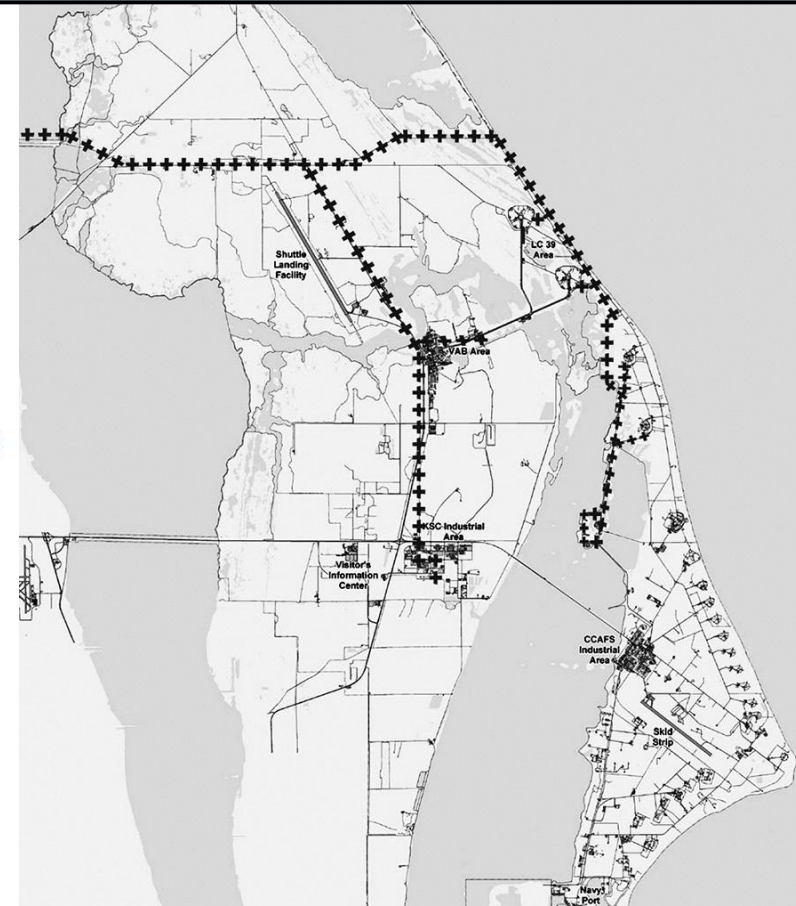 LC 39
Area
Shuttle
Landing
Facility
VAB Area
KSC Industrial
Area
Visitor's
Information
Center
CCAFS
Industrial
Area
Skid
Strip
Navy
Port